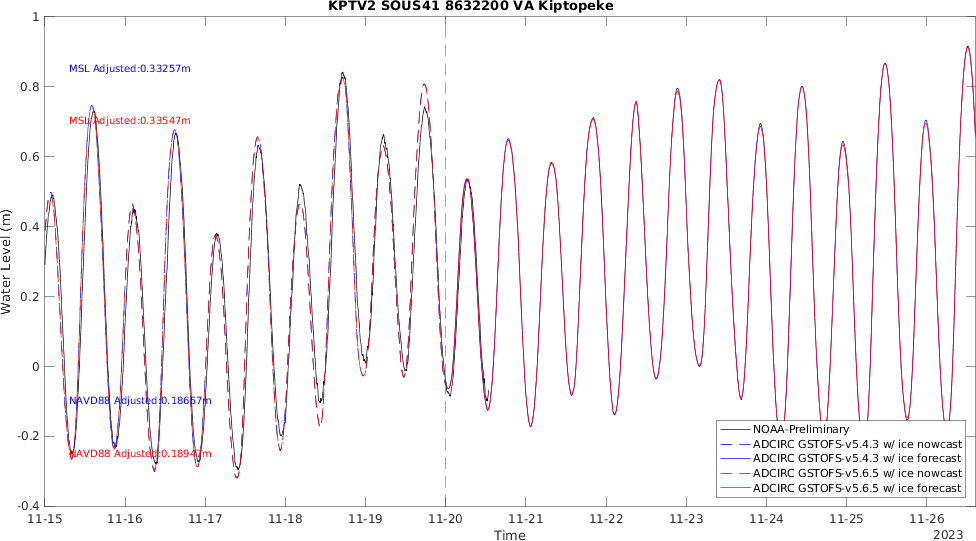 KPTV2 SOUS41 8632200 VA Kiptopeke
1
0.8
0.6
0.4
0.2
0
-0.2
-0.4
Water Level (m)
MSL Adjusted:0.33257m
MSL Adjusted:0.33547m
NAVD88 Adjusted:0.18667m
NAVD88 Adjusted:0.18947m
NOAA-Preliminary
ADCIRC GSTOFS-v5.4.3 w/ ice nowcast
ADCIRC GSTOFS-v5.4.3 w/ ice forecast
ADCIRC GSTOFS-v5.6.5 w/ ice nowcast
ADCIRC GSTOFS-v5.6.5 w/ ice forecast
11-15 11-16 11-17 11-18 11-19 11-20 11-21 11-22 11-23 11-24 11-25 11-26
Time 2023